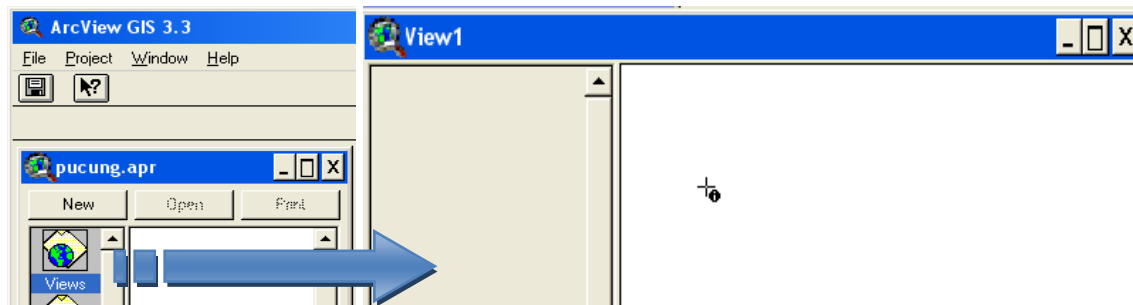 ArcView GIS 3.3
File Project Window Help
pucung.apr
New Open Print
Views
View1